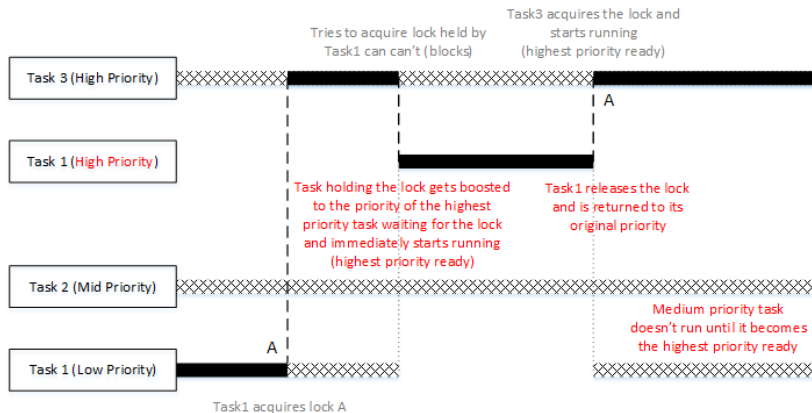 Tries to acquire lock held by
Task1 can can't (blocks)
Task3 acquires the lock and
starts running
(highest priority ready)
Task 3 (High Priority)
A
Task 1 (High Priority)
Task holding the lock gets boosted
to the priority of the highest
priority task waiting for the lock
and immediately starts running
(highest priority ready)
Task1 releases the lock
and is returned to its
original priority
Task 2 (Mid Priority)
Medium priority task
doesn't run until it becomes
the highest priority ready
A
Task 1 (Low Priority)
Task1 acquires lock A